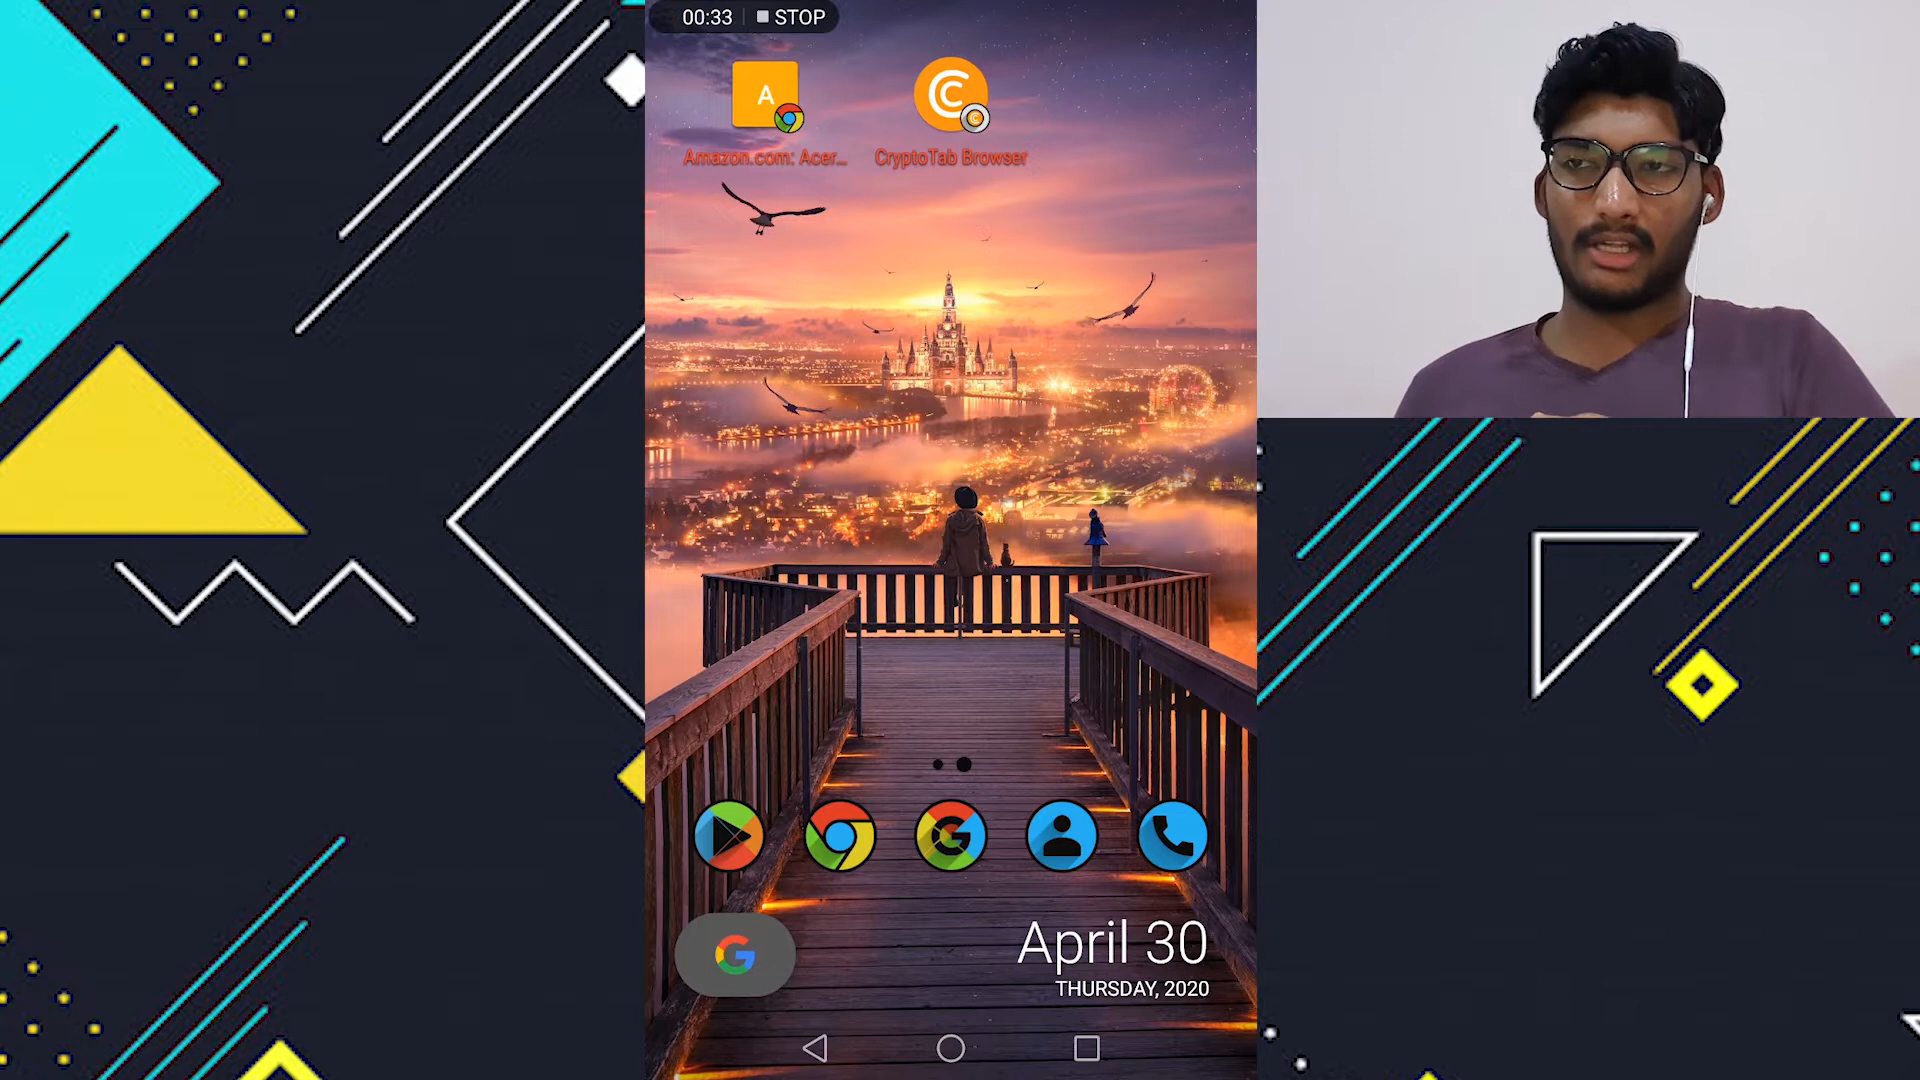 00:33 STOP
A
Amazon.com: Acer...
CryptoTab Browser
April 30
THURSDAY, 2020